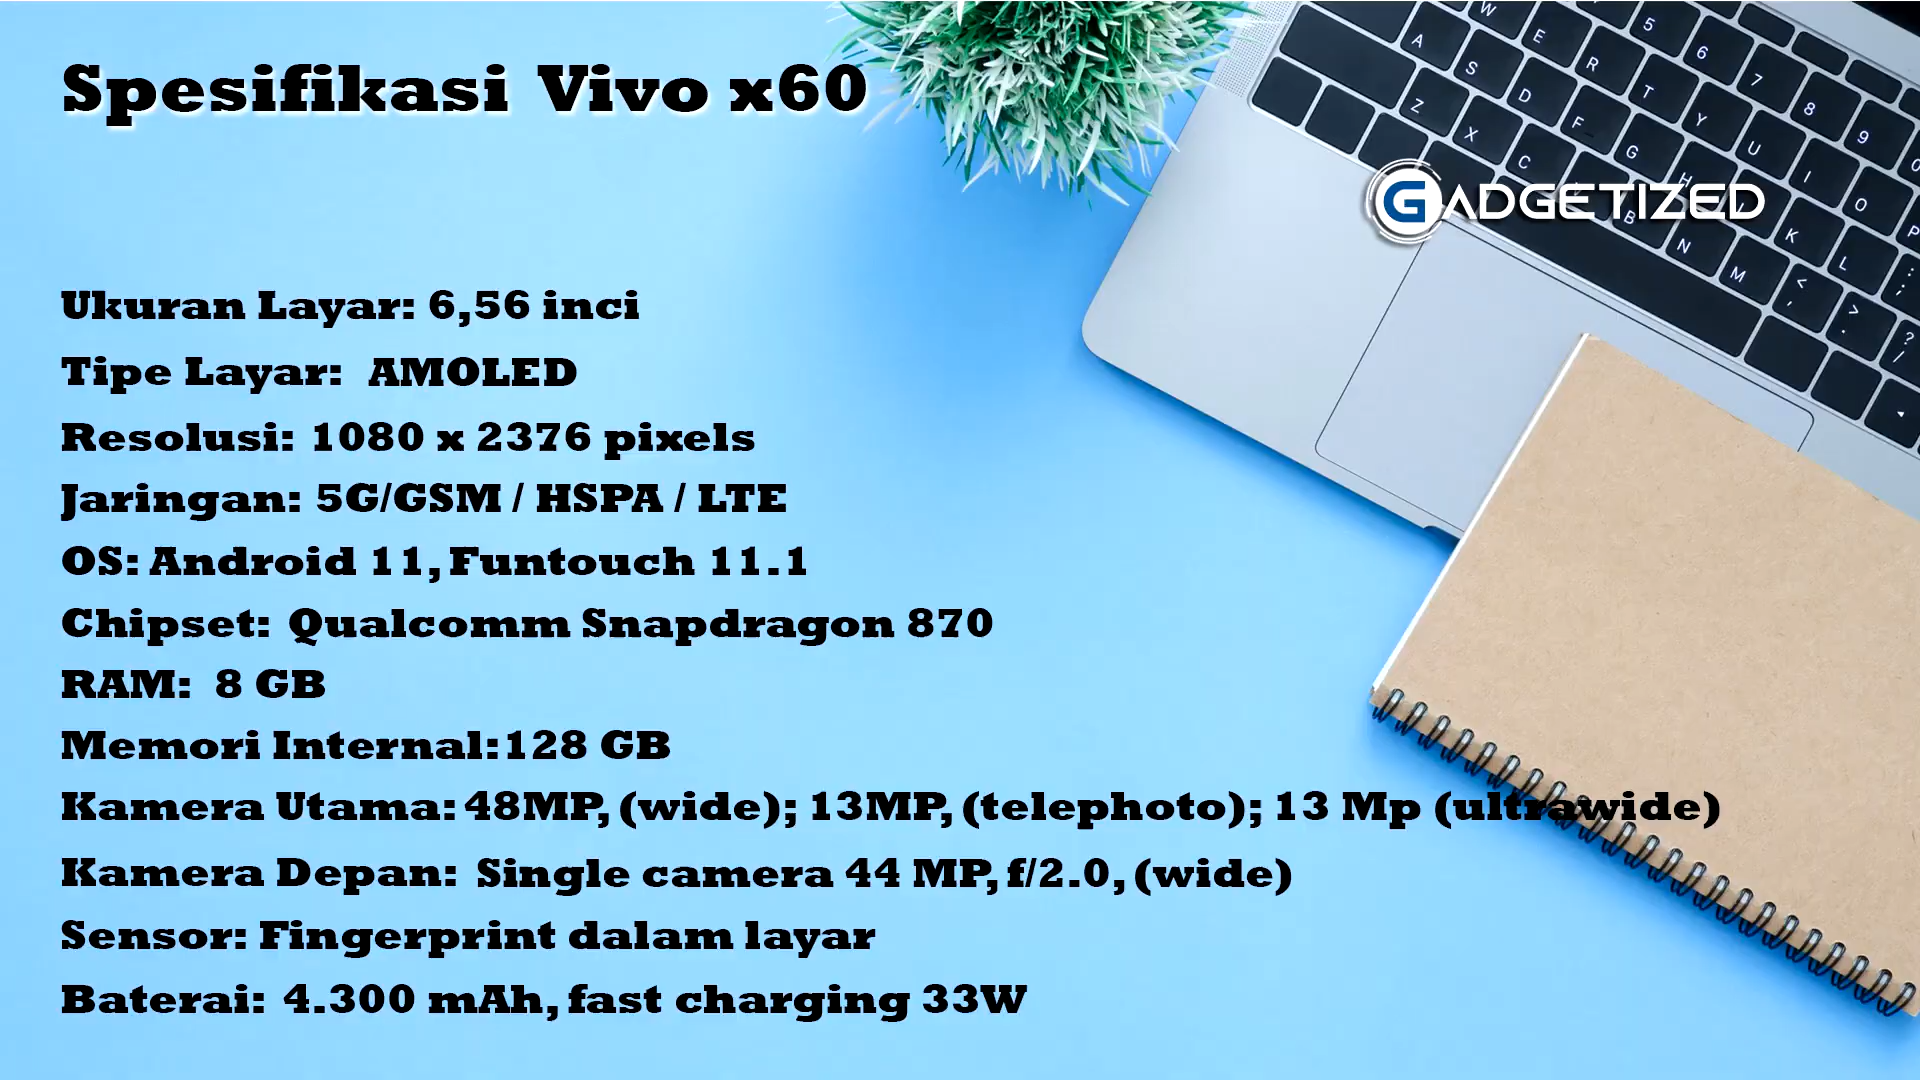 Spesifikasi Vivo x60
GADGETIZED
Ukuran Layar: 6,56 inci
Tipe Layar: AMOLED
Resolusi: 1080 x 2376 pixels
Jaringan: 5G/GSM / HSPA / LTE
OS: Android 11, Funtouch 11.1
Chipset: Qualcomm Snapdragon 870
RAM: 8 GB
Memori Internal:128 GB
Kamera Utama: 48MP, (wide); 13MP, (telephoto); 13 Mp (ultrawide)
Kamera Depan: Single camera 44 MP, f/2.0, (wide)
Sensor: Fingerprint dalam layar
Baterai: 4.300 mAh, fast charging 33W